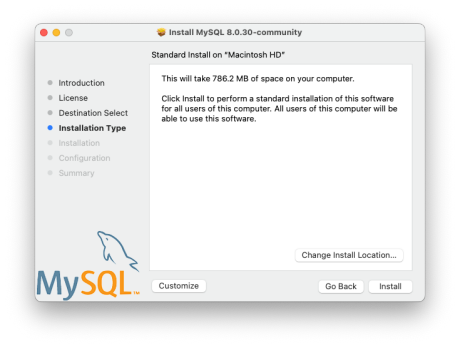 Install MySQL 8.0.30-community
Standard Install on "Macintosh HD"
Introduction
License
Destination Select
Installation Type
Installation
Configuration
Summary
This will take 786.2 MB of space on your computer.
Click Install to perform a standard installation of this software
for all users of this computer. All users of this computer will be
able to use this software.
Change Install Location...
MySQL™
Customize
Go Back
Install